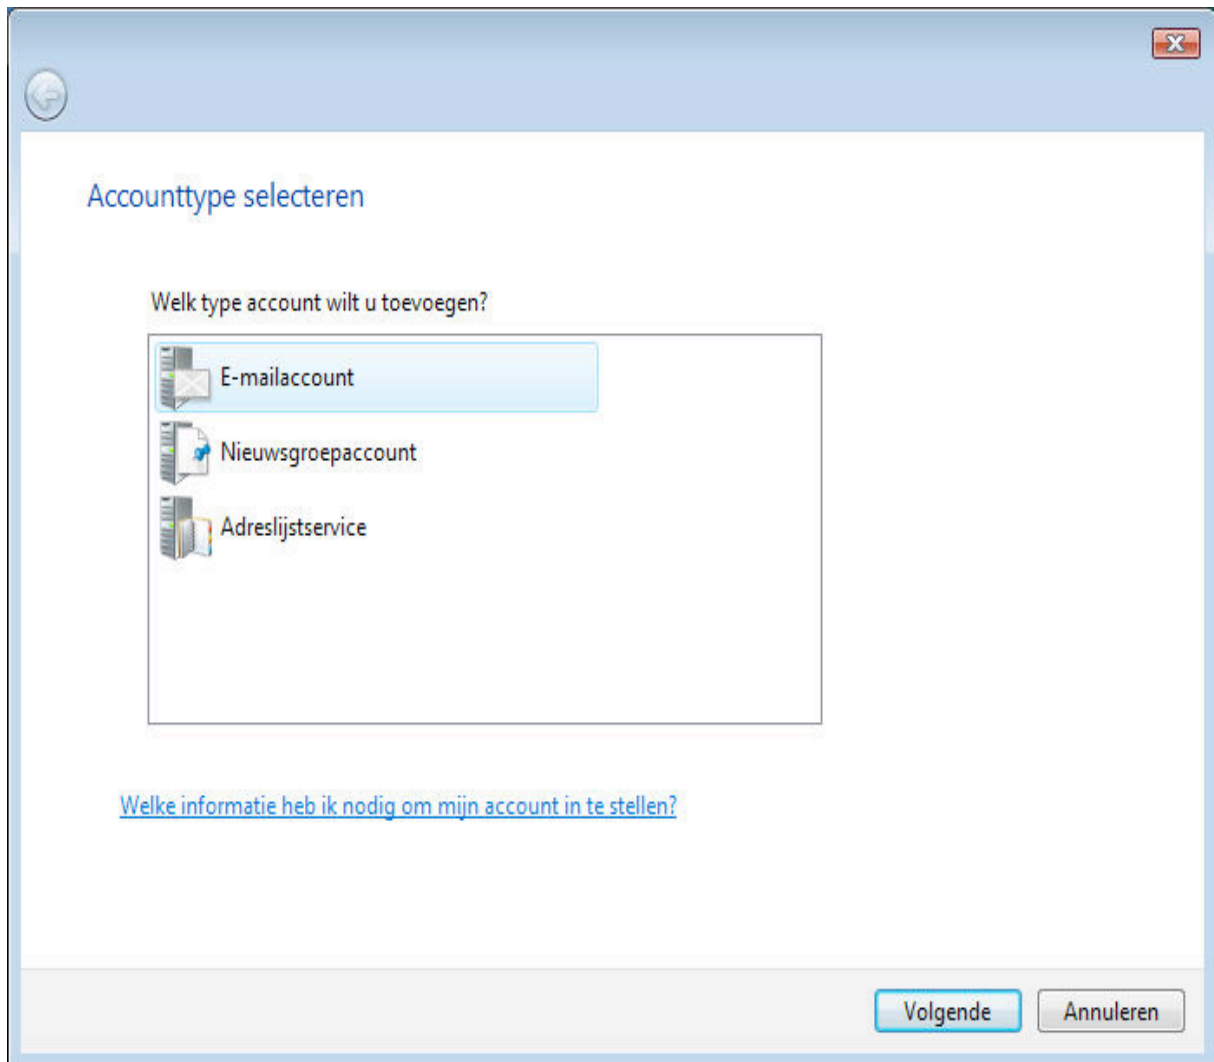 Accounttype selecteren
Welk type account wilt u toevoegen?
E-mailaccount
Nieuwsgroepaccount
Adreslijstservice
Welke informatie heb ik nodig om mijn account in te stellen?
Volgende
Annuleren